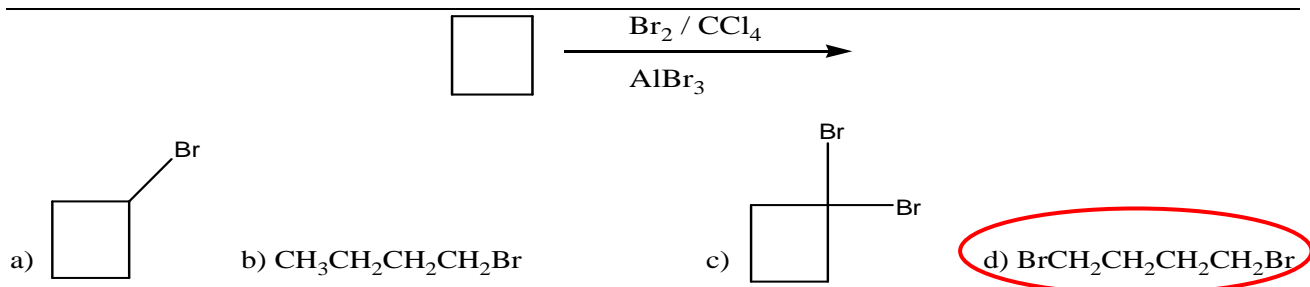 Br₂ / CCl₄
AlBr₃
Br
Br
Br
a) b) CH₃CH₂CH₂CH₂Br c) d) BrCH₂CH₂CH₂CH₂Br